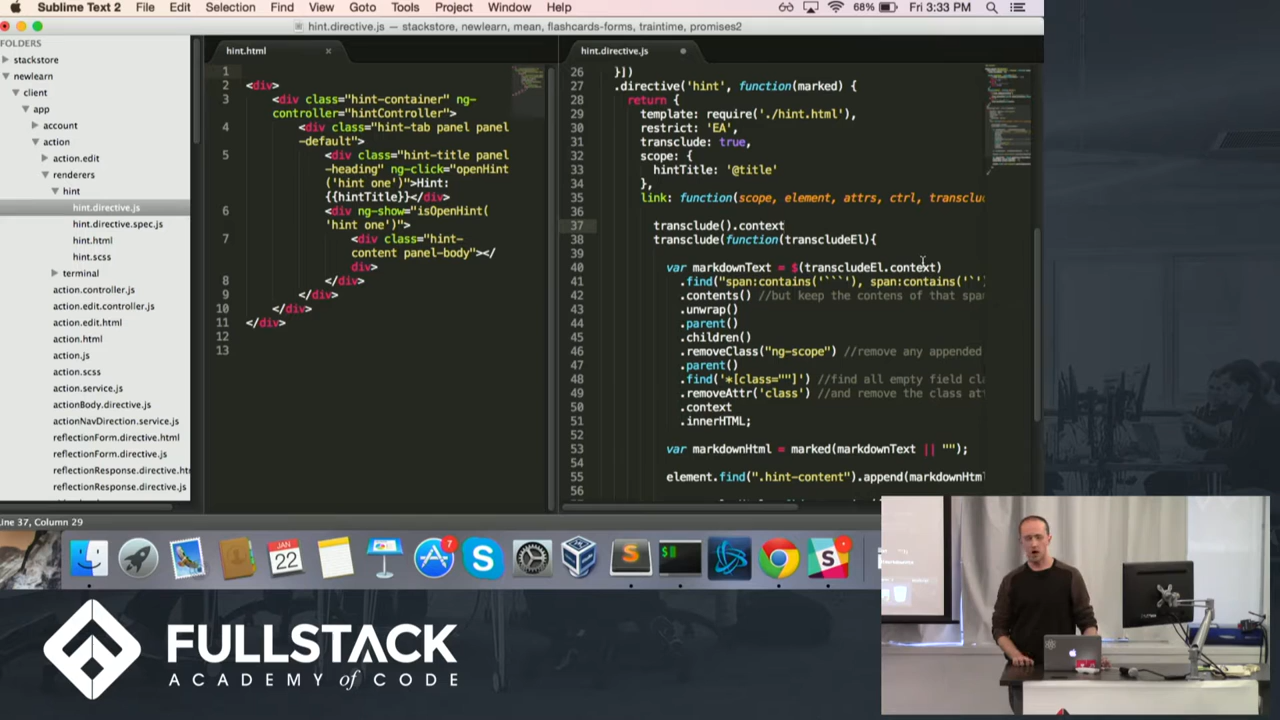 Sublime Text 2 File Edit Selection Find View Goto Tools Project Window Help 68% Fri 3:33 PM
hint.directive.js — stackstore, newlearn, mean, flashcards-forms, traintime, promises2
FOLDERS
stackstore
newlearn
client
app
account
action
action.edit
renderers
hint
hint.directive.js
hint.directive.spec.js
hint.html
hint.scss
terminal
action.controller.js
action.edit.controller.js
action.edit.html
action.html
action.js
action.scss
action.service.js
actionBody.directive.js
actionNavDirection.service.js
reflectionForm.directive.html
reflectionForm.directive.js
reflectionResponse.directive.ht
reflectionResponse.directive.js
hint.html
1
2 <div>
3 <div class="hint-container" ng-
controller="hintController">
4 <div class="hint-tab panel panel
-default">
5 <div class="hint-title panel
-heading" ng-click="openHint
('hint one')">Hint:
{{hintTitle}}</div>
6 <div ng-show="isOpenHint(
'hint one')">
7 <div class="hint-
content panel-body"></
div>
8 </div>
9 </div>
10 </div>
11 </div>
12
13
hint.directive.js
26 }])
27 .directive('hint', function(marked) {
28 return {
29 template: require('./hint.html'),
30 restrict: 'EA',
31 transclude: true,
32 scope: {
33 hintTitle: '@title'
34 },
35 link: function(scope, element, attrs, ctrl, transclu
36
37 transclude().context
38 transclude(function(transcludeEl){
39
40 var markdownText = $(transcludeEl.context)
41 .find("span:contains('```'), span:contains('`')
42 .contents() //but keep the contens of that spa
43 .unwrap()
44 .parent()
45 .children()
46 .removeClass("ng-scope") //remove any appended
47 .parent()
48 .find('*[class=""]') //find all empty field cl
49 .removeAttr('class') //and remove the class at
50 .context
51 .innerHTML;
52
53 var markdownHtml = marked(markdownText || "");
54
55 element.find(".hint-content").append(markdownHtm
56
Line 37, Column 29
JAN
22
7
FULLSTACK
ACADEMY of CODE